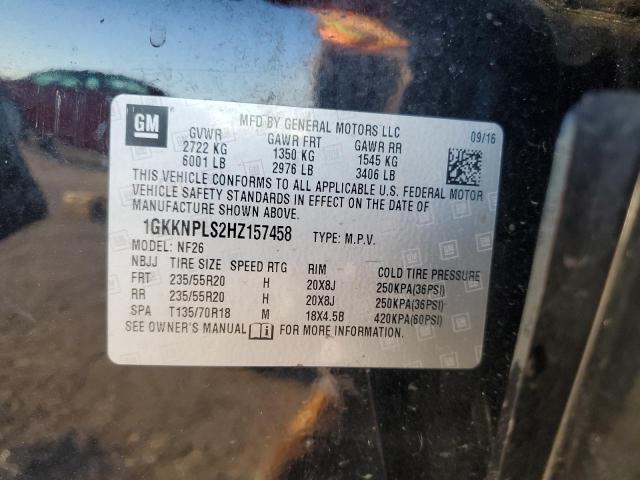 GM
MFD BY GENERAL MOTORS LLC 09/16
GVWR GAWR FRT GAWR RR
2722 KG 1350 KG 1545 KG
6001 LB 2976 LB 3406 LB
THIS VEHICLE CONFORMS TO ALL APPLICABLE U.S. FEDERAL MOTOR
VEHICLE SAFETY STANDARDS IN EFFECT ON THE DATE OF
MANUFACTURE SHOWN ABOVE.
1GKKNPLS2HZ157458 TYPE: M.P.V.
MODEL: NF26
NBJJ TIRE SIZE SPEED RTG RIM COLD TIRE PRESSURE
FRT 235/55R20 H 20X8J 250KPA(36PSI)
RR 235/55R20 H 20X8J 250KPA(36PSI)
SPA T135/70R18 M 18X4.5B 420KPA(60PSI)
SEE OWNER'S MANUAL FOR MORE INFORMATION.